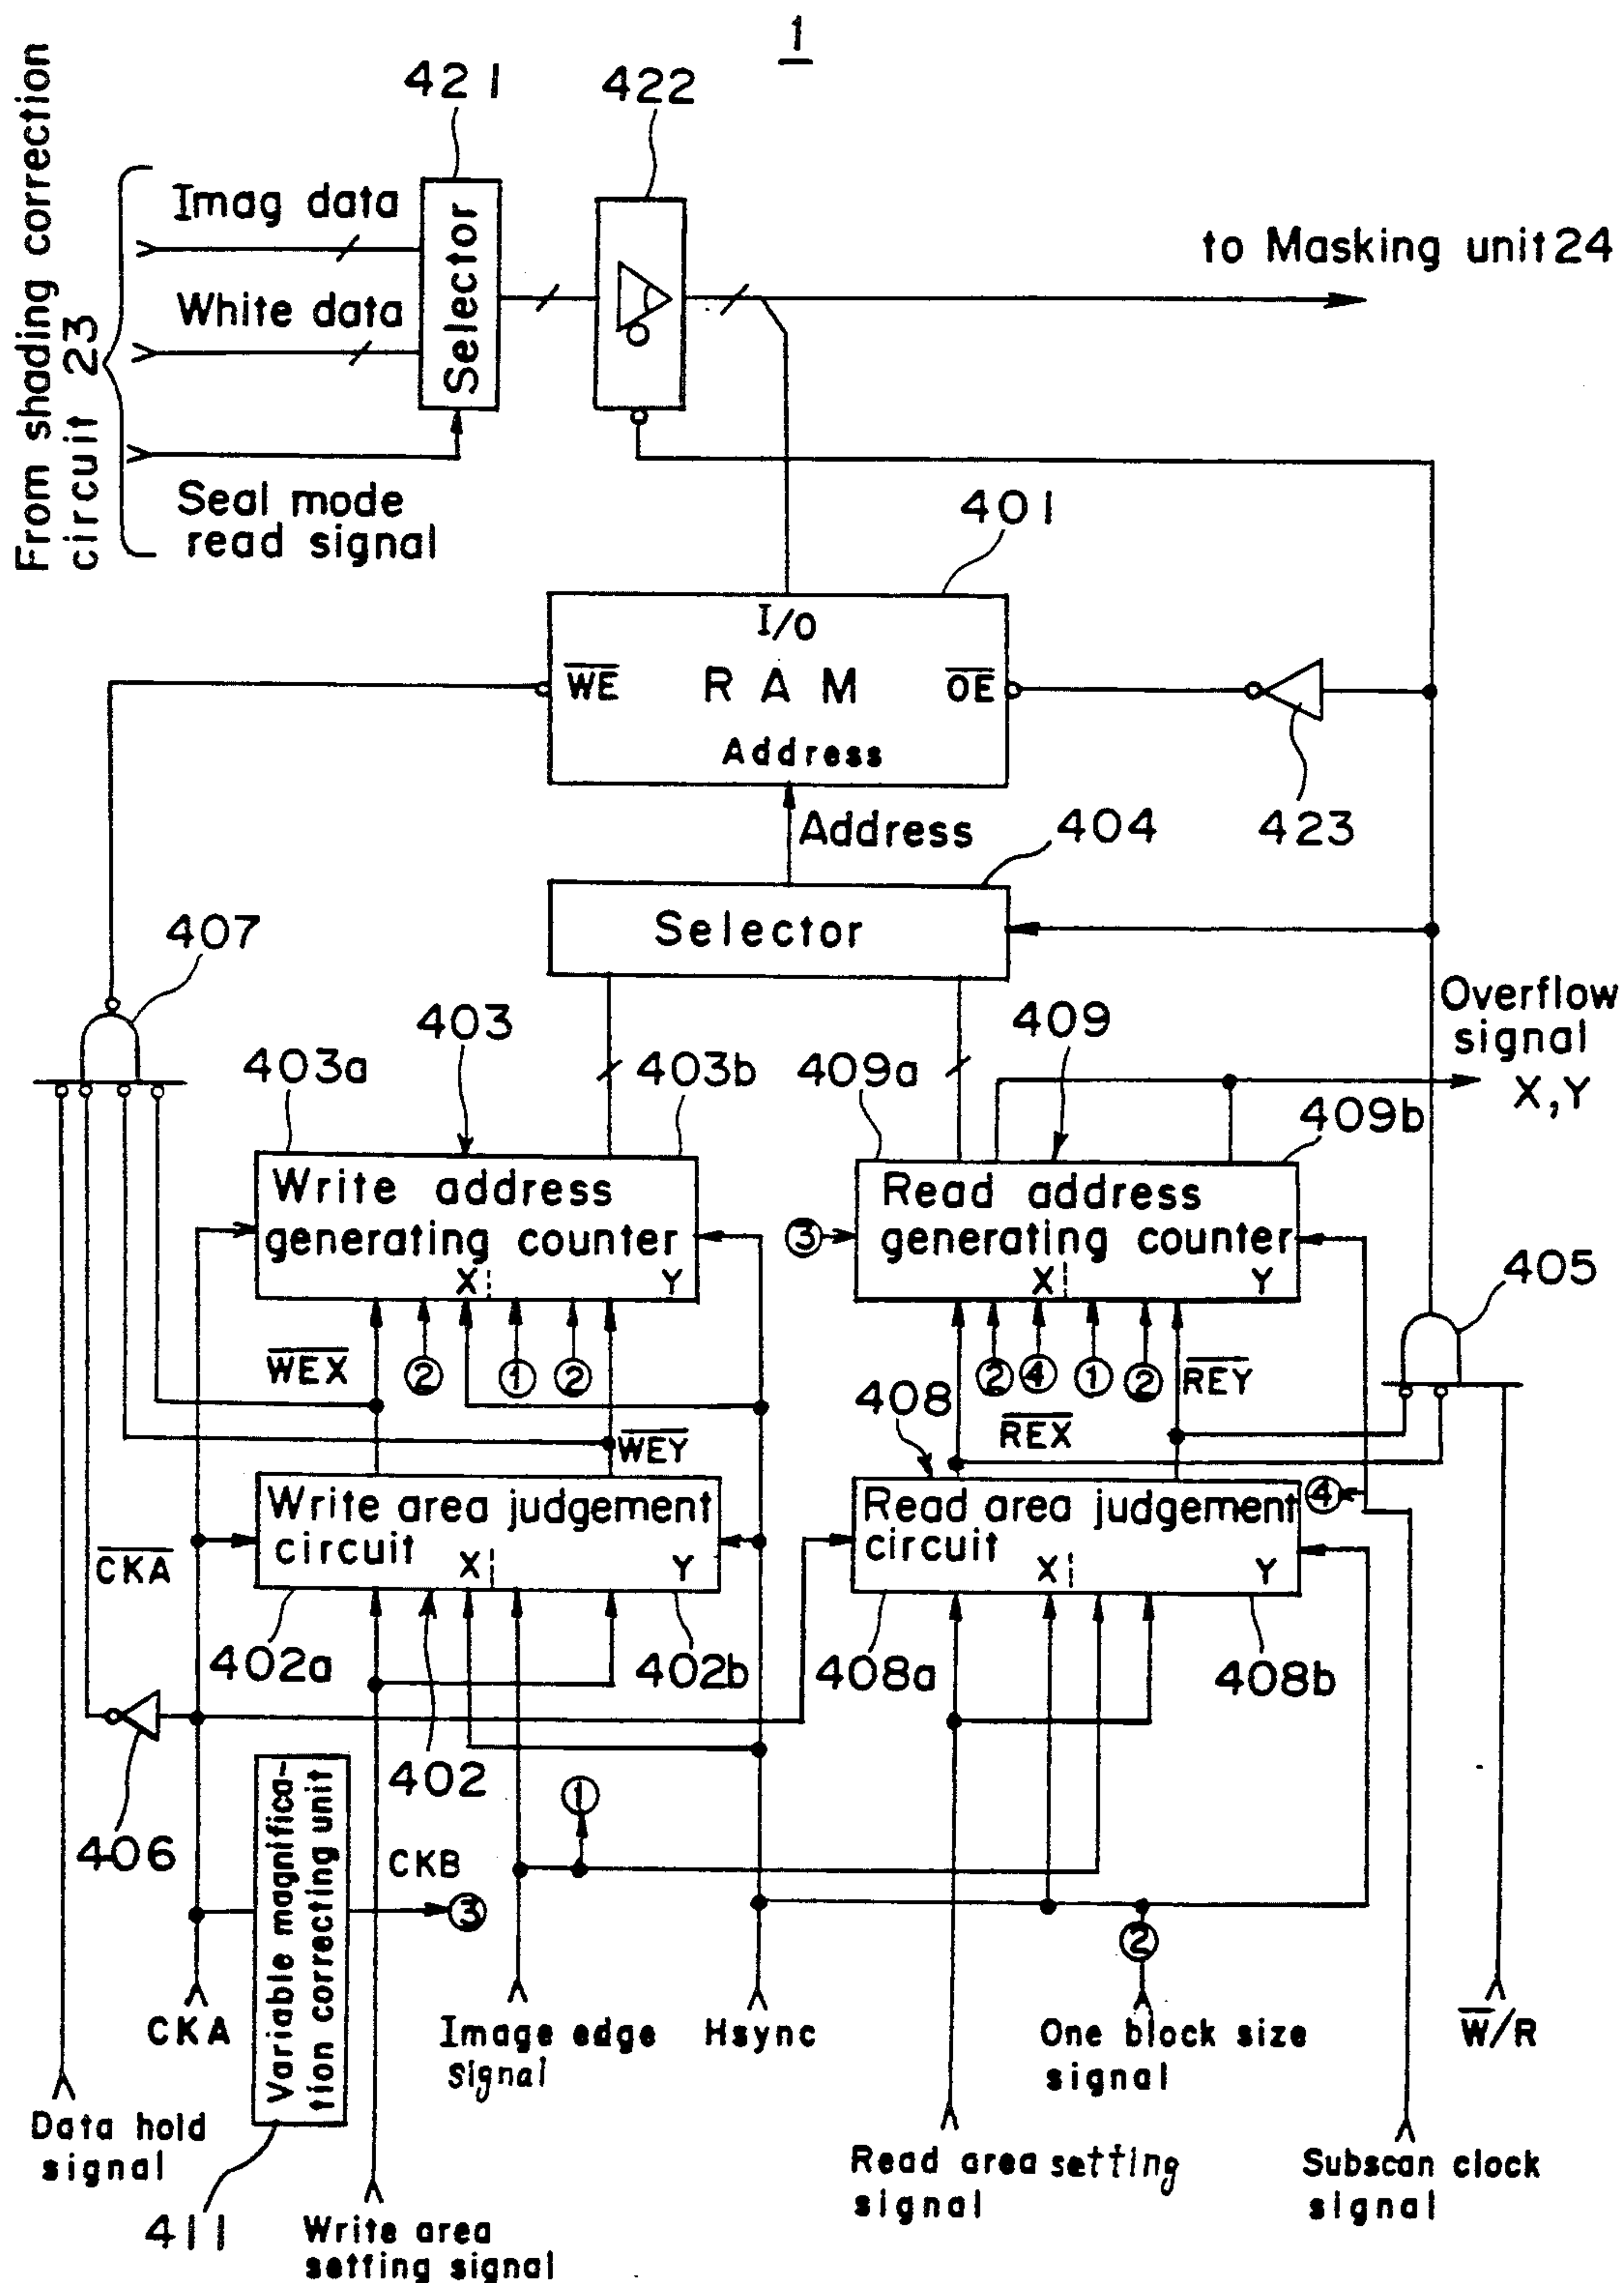 1
421
422
From shading correction
circuit 23
Imag data
White data
Seal mode
read signal
Selector
to Masking unit 24
401
I/O
WE
RAM
OE
Address
423
Address
404
Selector
407
Overflow
signal
X,Y
403
403a
403b
409
409a
409b
Write address
generating counter
X
Y
③
Read address
generating counter
X
Y
405
WEX
②
①
②
WEY
②
④
①
②
REY
REX
408
CKA
Write area judgement
circuit
X
Y
Read area judgement
circuit
X
Y
④
402a
402b
402
408a
408b
406
Variable magnifica-
tion correcting unit
CKB
③
①
②
CKA
Image edge
signal
Hsync
One block size
signal
W/R
Data hold
signal
411
Write area
setting signal
Read area setting
signal
Subscan clock
signal